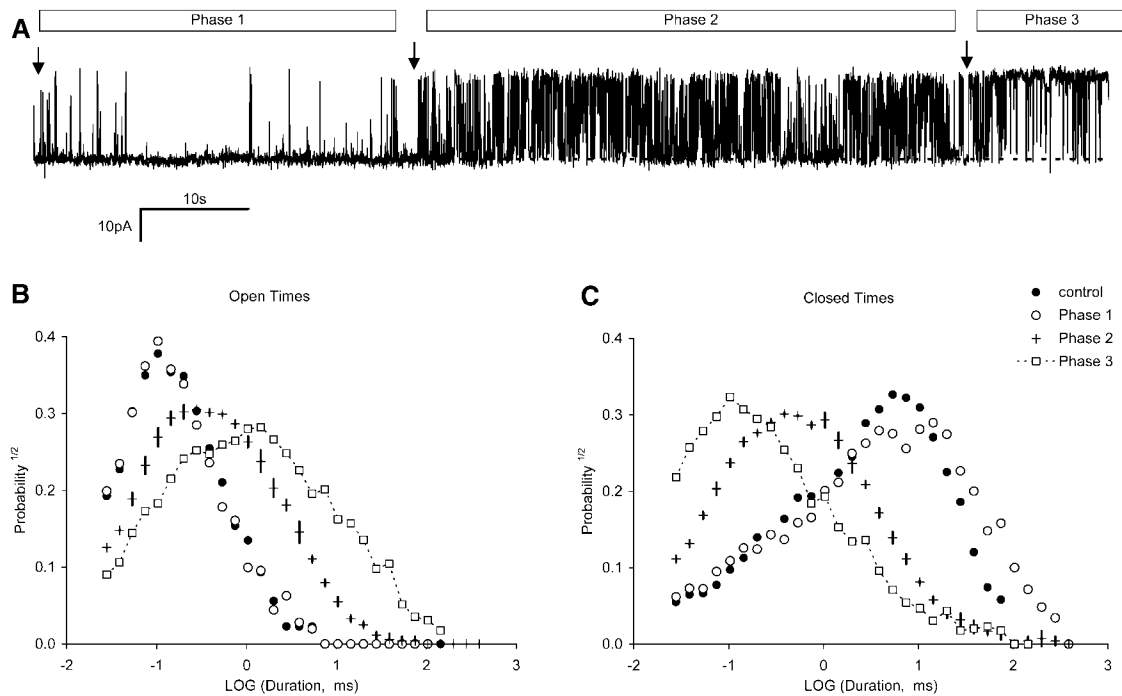 Phase 1
Phase 2
Phase 3
A
10s
10pA
B
Open Times
C
Closed Times
control
Phase 1
Phase 2
Phase 3
0.4
0.3
0.2
0.1
0.0
Probability 1/2
-2
-1
0
1
2
3
LOG (Duration, ms)
0.4
0.3
0.2
0.1
0.0
Probability 1/2
-2
-1
0
1
2
3
LOG (Duration, ms)